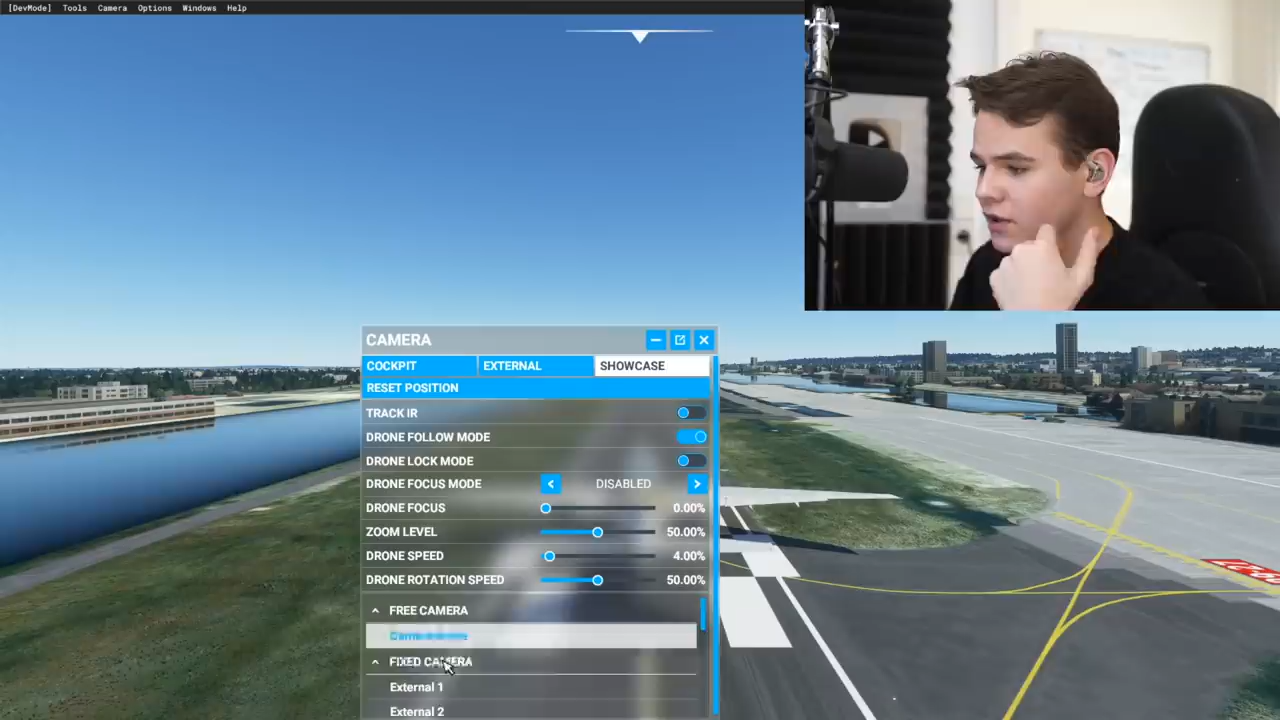 [DevMode] Tools Camera Options Windows Help
CAMERA
COCKPIT EXTERNAL SHOWCASE
RESET POSITION
TRACK IR
DRONE FOLLOW MODE
DRONE LOCK MODE
DRONE FOCUS MODE DISABLED
DRONE FOCUS 0.00%
ZOOM LEVEL 50.00%
DRONE SPEED 4.00%
DRONE ROTATION SPEED 50.00%
FREE CAMERA
FIXED CAMERA
External 1
External 2